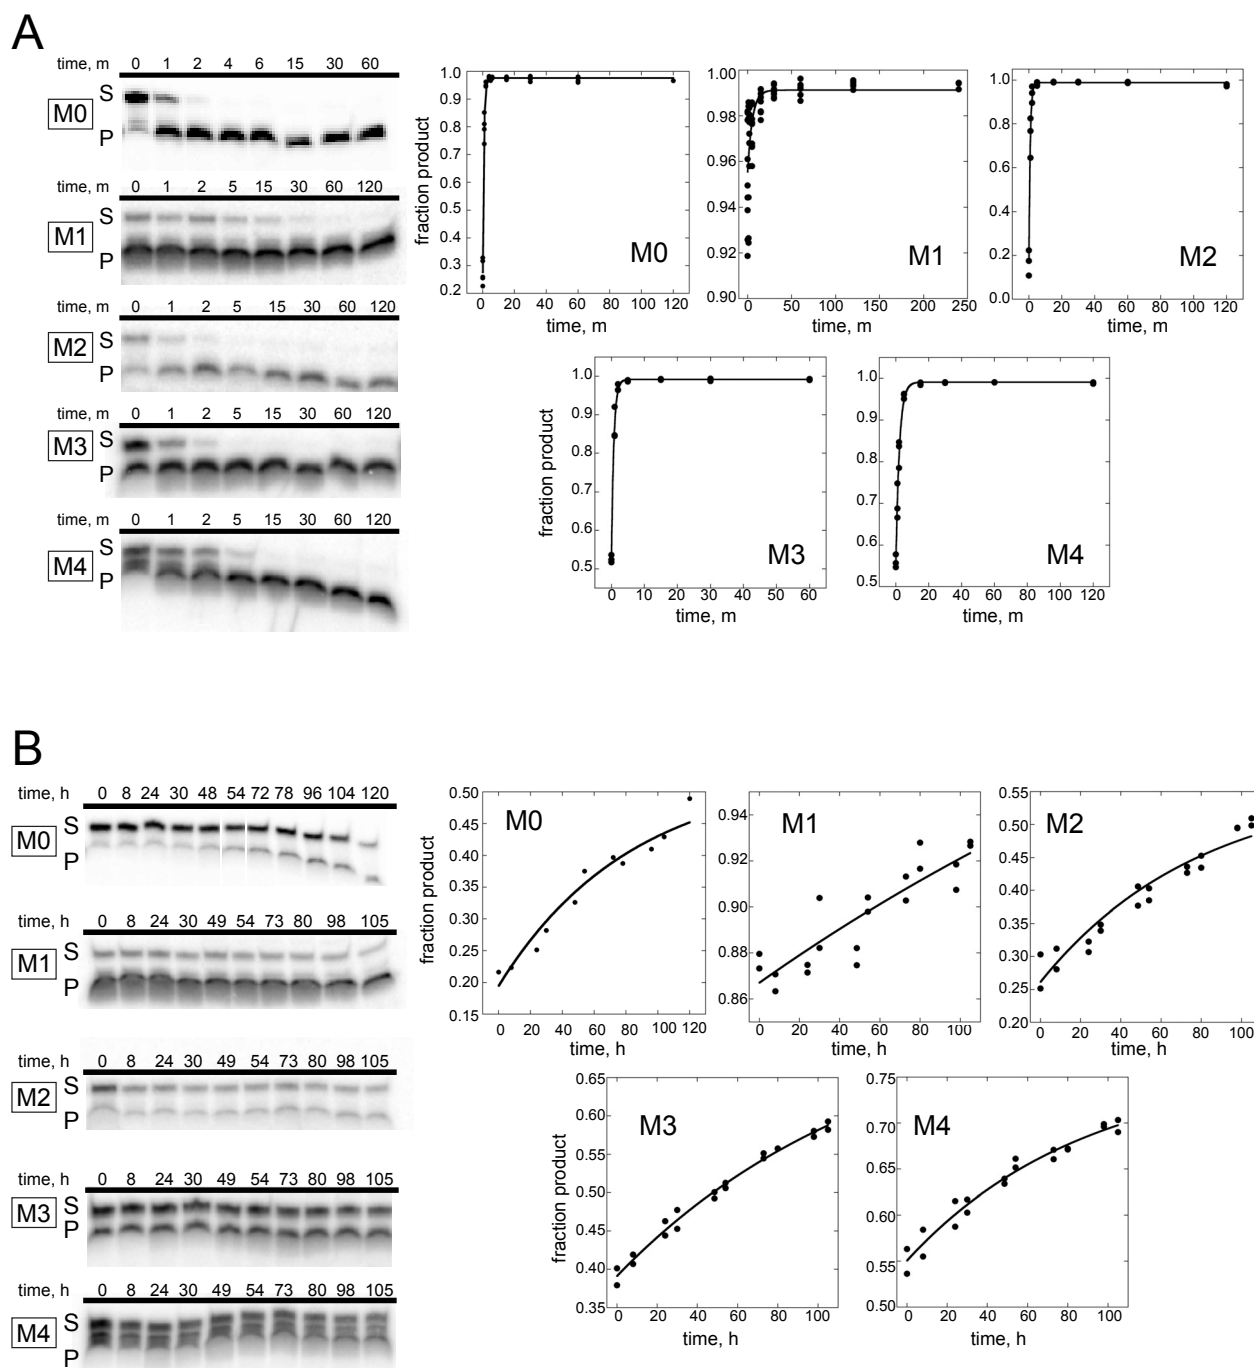 A
time, m 0 1 2 4 6 15 30 60
S
M0
P
time, m 0 1 2 5 15 30 60 120
S
M1
P
time, m 0 1 2 5 15 30 60 120
S
M2
P
time, m 0 1 2 5 15 30 60 120
S
M3
P
time, m 0 1 2 5 15 30 60 120
S
M4
P
fraction product
1.0
0.9
0.8
0.7
0.6
0.5
0.4
0.3
0.2
M0
0 20 40 60 80 100 120
time, m
1.00
0.98
0.96
0.94
0.92
0.90
M1
0 50 100 150 200 250
time, m
1.0
0.8
0.6
0.4
0.2
0.0
M2
0 20 40 60 80 100 120
time, m
fraction product
1.0
0.9
0.8
0.7
0.6
0.5
M3
0 10 20 30 40 50 60
time, m
1.0
0.9
0.8
0.7
0.6
0.5
M4
0 20 40 60 80 100 120
time, m
B
time, h 0 8 24 30 48 54 72 78 96 104 120
S
M0
P
time, h 0 8 24 30 49 54 73 80 98 105
S
M1
P
time, h 0 8 24 30 49 54 73 80 98 105
S
M2
P
time, h 0 8 24 30 49 54 73 80 98 105
S
M3
P
time, h 0 8 24 30 49 54 73 80 98 105
S
M4
P
fraction product
0.50
0.45
0.40
0.35
0.30
0.25
0.20
0.15
M0
0 20 40 60 80 100 120
time, h
0.94
0.92
0.90
0.88
0.86
M1
0 20 40 60 80 100
time, h
0.55
0.50
0.45
0.40
0.35
0.30
0.25
0.20
M2
0 20 40 60 80 100
time, h
fraction product
0.65
0.60
0.55
0.50
0.45
0.40
0.35
M3
0 20 40 60 80 100
time, h
0.75
0.70
0.65
0.60
0.55
0.50
M4
0 20 40 60 80 100
time, h